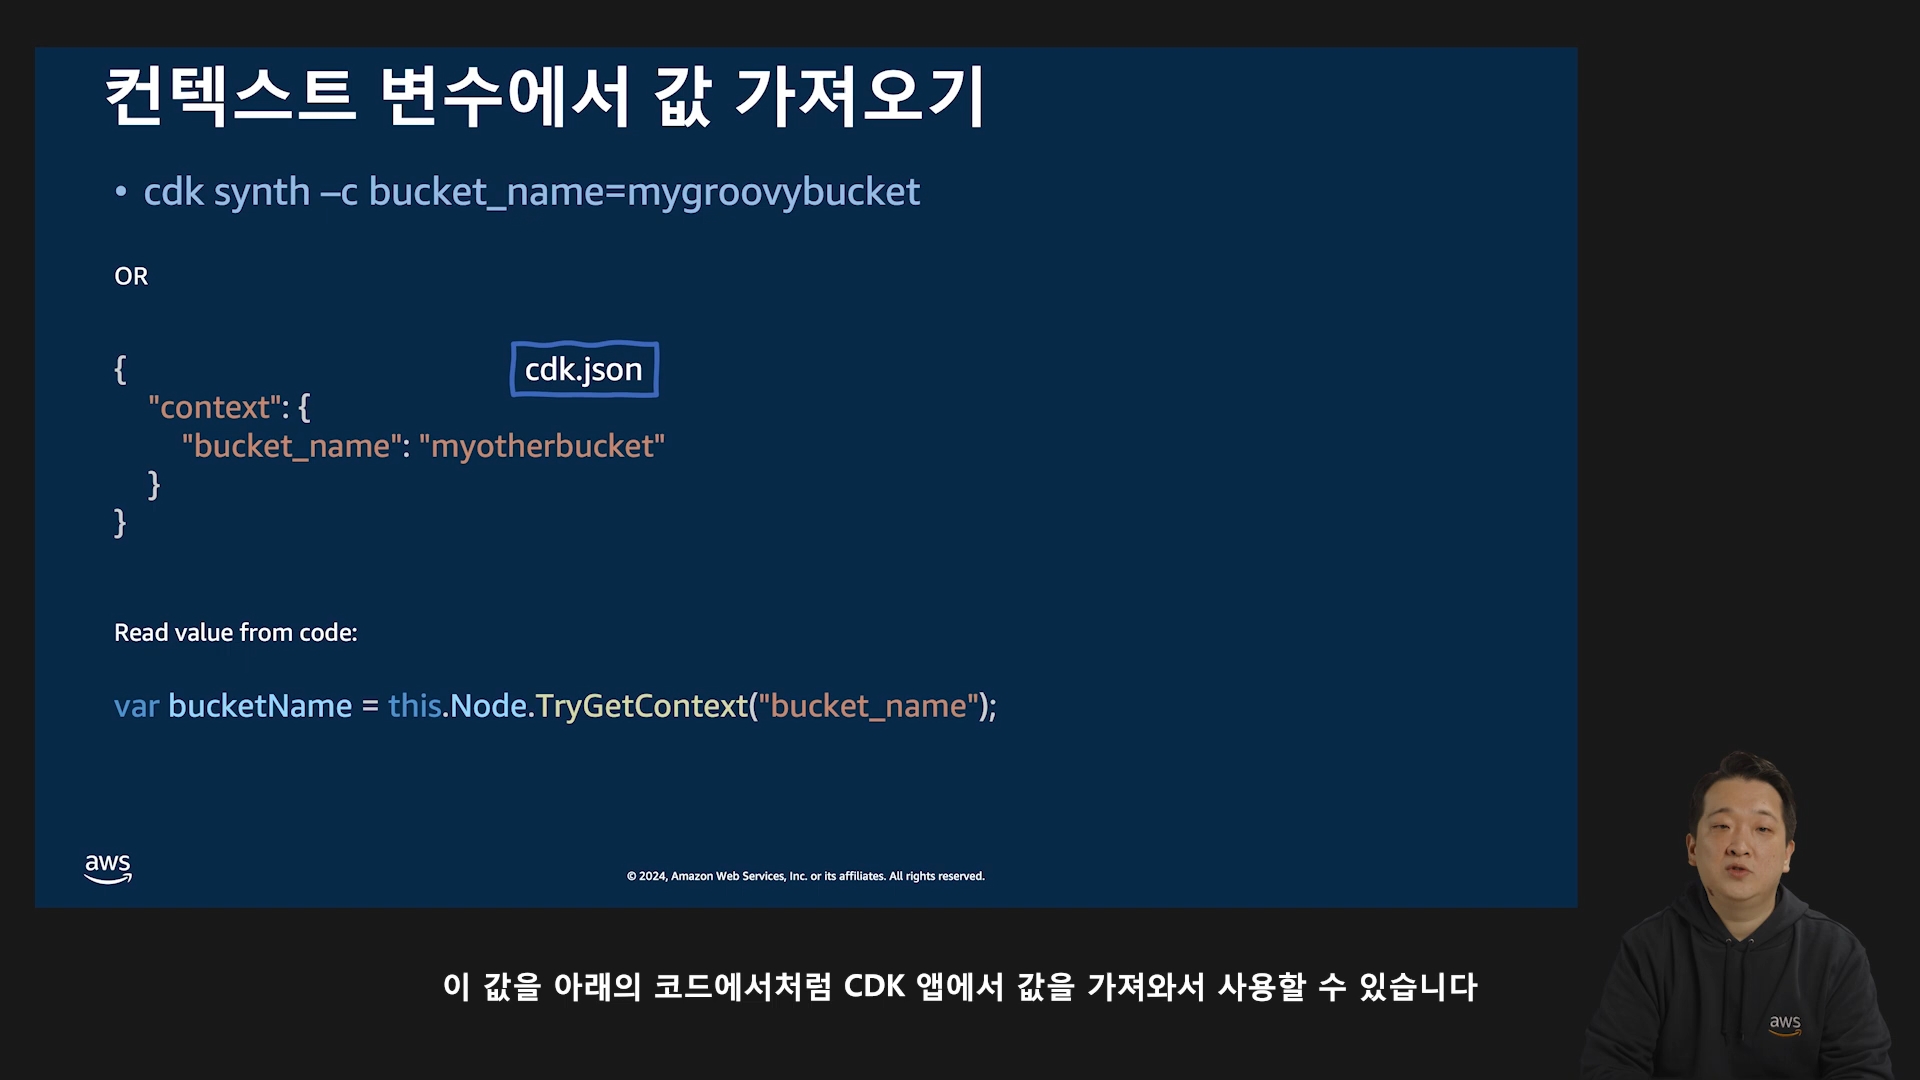 컨텍스트 변수에서 값 가져오기
• cdk synth –c bucket_name=mygroovybucket
OR
cdk.json
{
"context": {
"bucket_name": "myotherbucket"
}
}
Read value from code:
var bucketName = this.Node.TryGetContext("bucket_name");
aws
© 2024, Amazon Web Services, Inc. or its affiliates. All rights reserved.
이 값을 아래의 코드에서처럼 CDK 앱에서 값을 가져와서 사용할 수 있습니다
aws